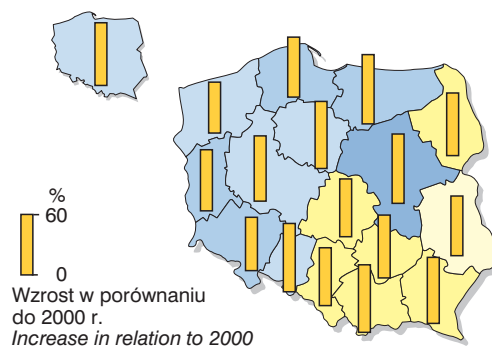 %
60
0
Wzrost w porównaniu
do 2000 r.
Increase in relation to 2000